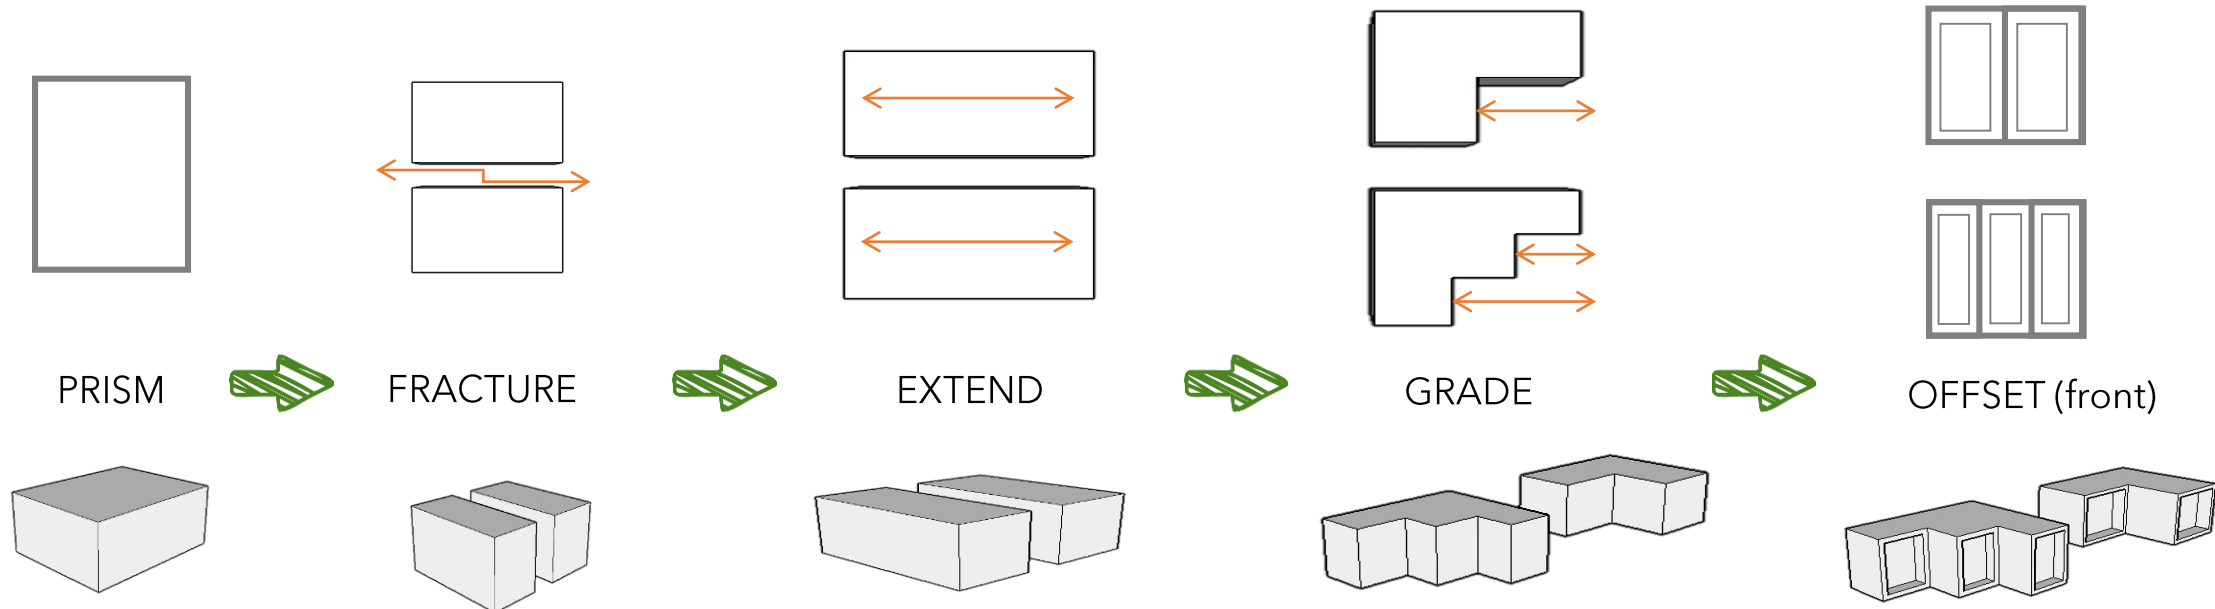 PRISM
FRACTURE
EXTEND
GRADE
OFFSET (front)